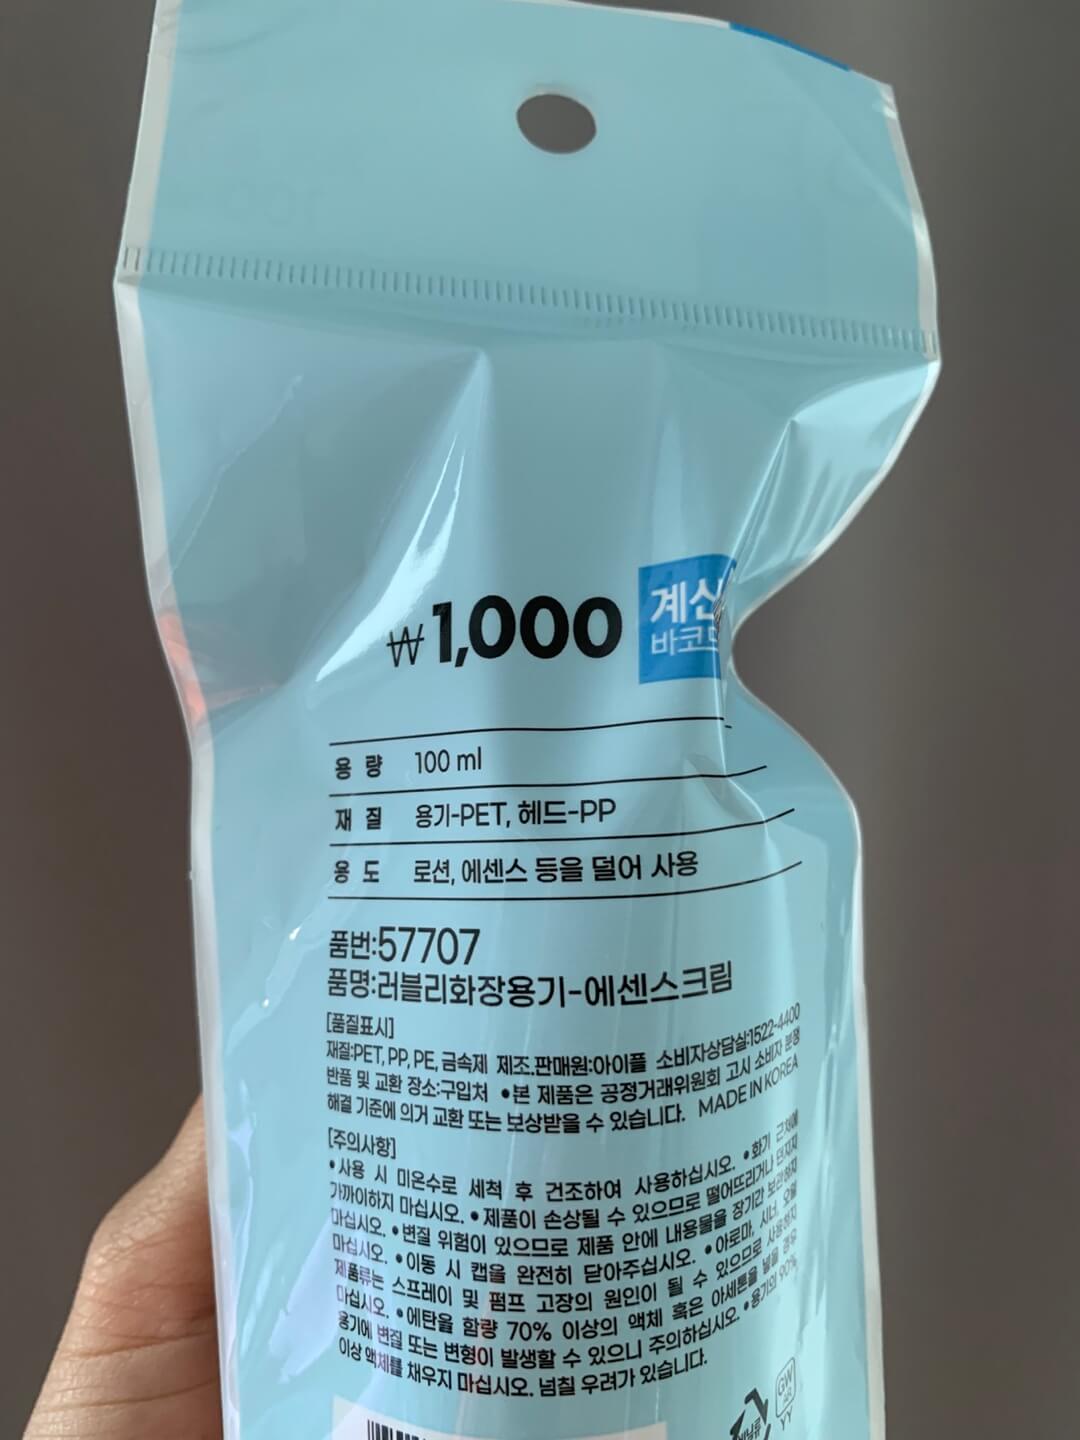 ₩1,000
계산
바코드
용 량 100 ml
재 질 용기-PET, 헤드-PP
용 도 로션, 에센스 등을 덜어 사용
품번:57707
품명:러블리화장용기-에센스크림
[품질표시]
재질:PET, PP, PE, 금속제 제조.판매원:아이플 소비자상담실:1522-4400
반품 및 교환 장소:구입처 •본 제품은 공정거래위원회 고시 소비자 분쟁
해결 기준에 의거 교환 또는 보상받을 수 있습니다. MADE IN KOREA
[주의사항]
•사용 시 미온수로 세척 후 건조하여 사용하십시오. •화기 근처에
가까이하지 마십시오. •제품이 손상될 수 있으므로 떨어뜨리거나 던지지
마십시오. •변질 위험이 있으므로 제품 안에 내용물을 장기간 보관하지
마십시오. •이동 시 캡을 완전히 닫아주십시오. •아로마, 시너, 오일
제품류는 스프레이 및 펌프 고장의 원인이 될 수 있으므로 사용하지
마십시오. •에탄올 함량 70% 이상의 액체 혹은 아세톤을 넣을 경우
용기에 변질 또는 변형이 발생할 수 있으니 주의하십시오. •용기의 90%
이상 액체를 채우지 마십시오. 넘칠 우려가 있습니다.
비닐류
GW
YY